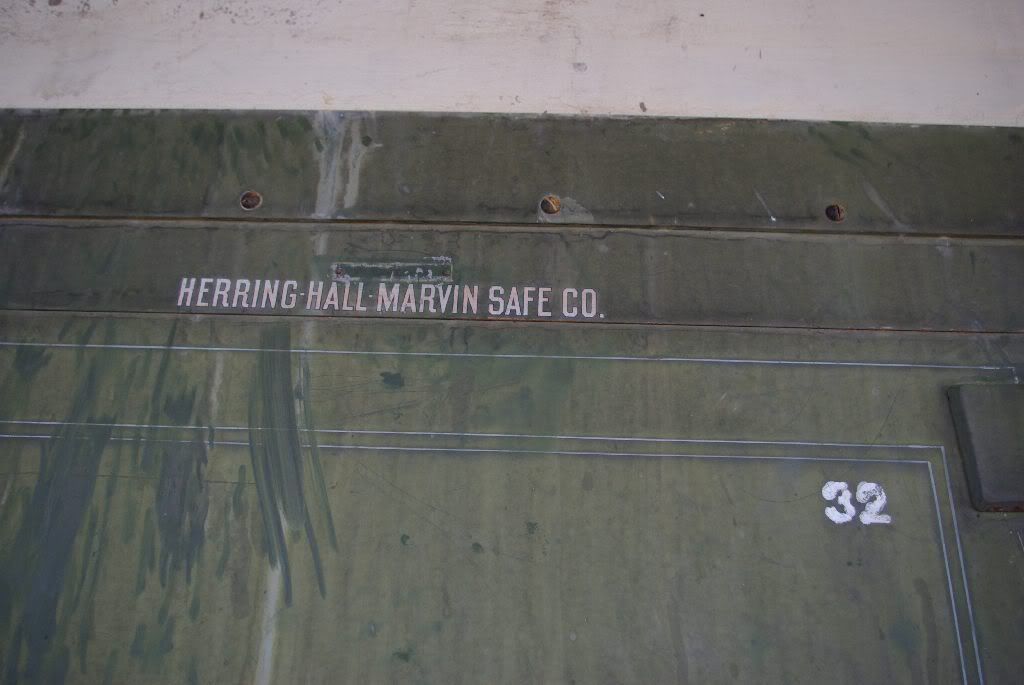 HERRING-HALL-MARVIN SAFE CO.
32